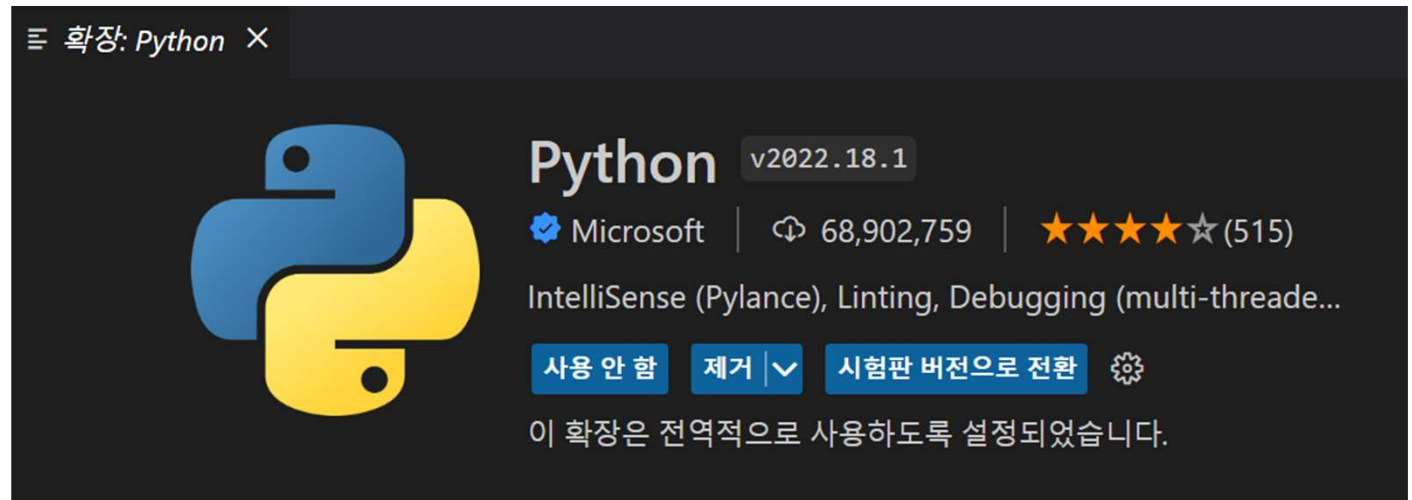 확장: Python
Python v2022.18.1
Microsoft 68,902,759 (515)
IntelliSense (Pylance), Linting, Debugging (multi-threade...
사용 안 함 제거 시험판 버전으로 전환
이 확장은 전역적으로 사용하도록 설정되었습니다.